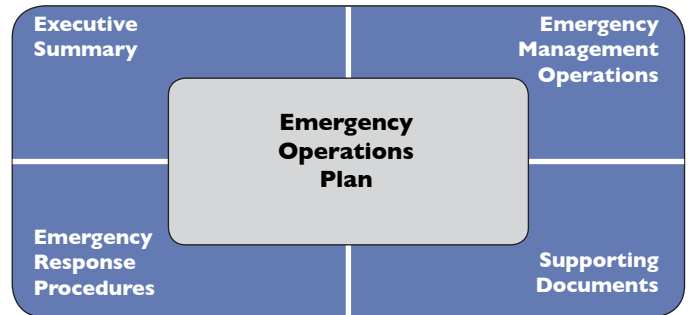 Executive
Summary
Emergency
Management
Operations
Emergency
Operations
Plan
Emergency
Response
Procedures
Supporting
Documents